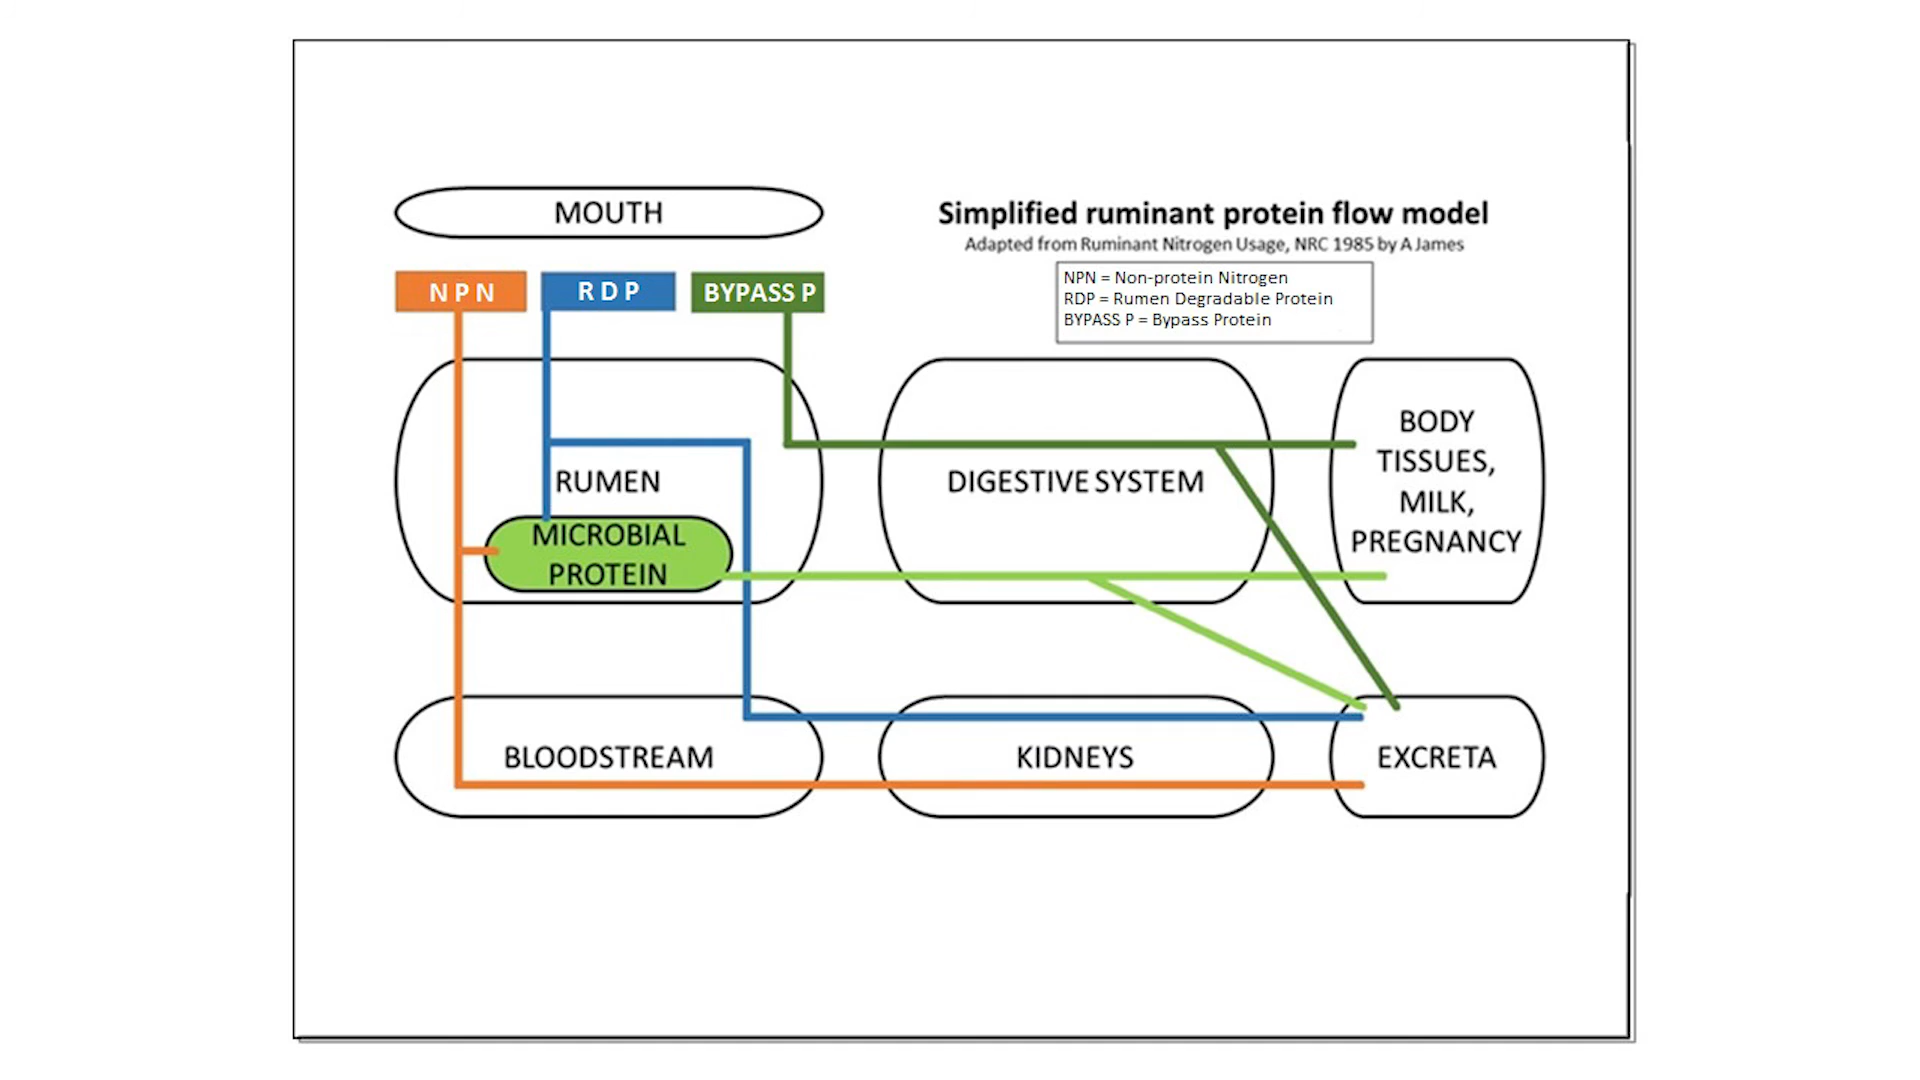 MOUTH
Simplified ruminant protein flow model
Adapted from Ruminant Nitrogen Usage, NRC 1985 by A James
N P N
R D P
BYPASS P
NPN = Non-protein Nitrogen
RDP = Rumen Degradable Protein
BYPASS P = Bypass Protein
RUMEN
MICROBIAL
PROTEIN
DIGESTIVE SYSTEM
BODY
TISSUES,
MILK,
PREGNANCY
BLOODSTREAM
KIDNEYS
EXCRETA